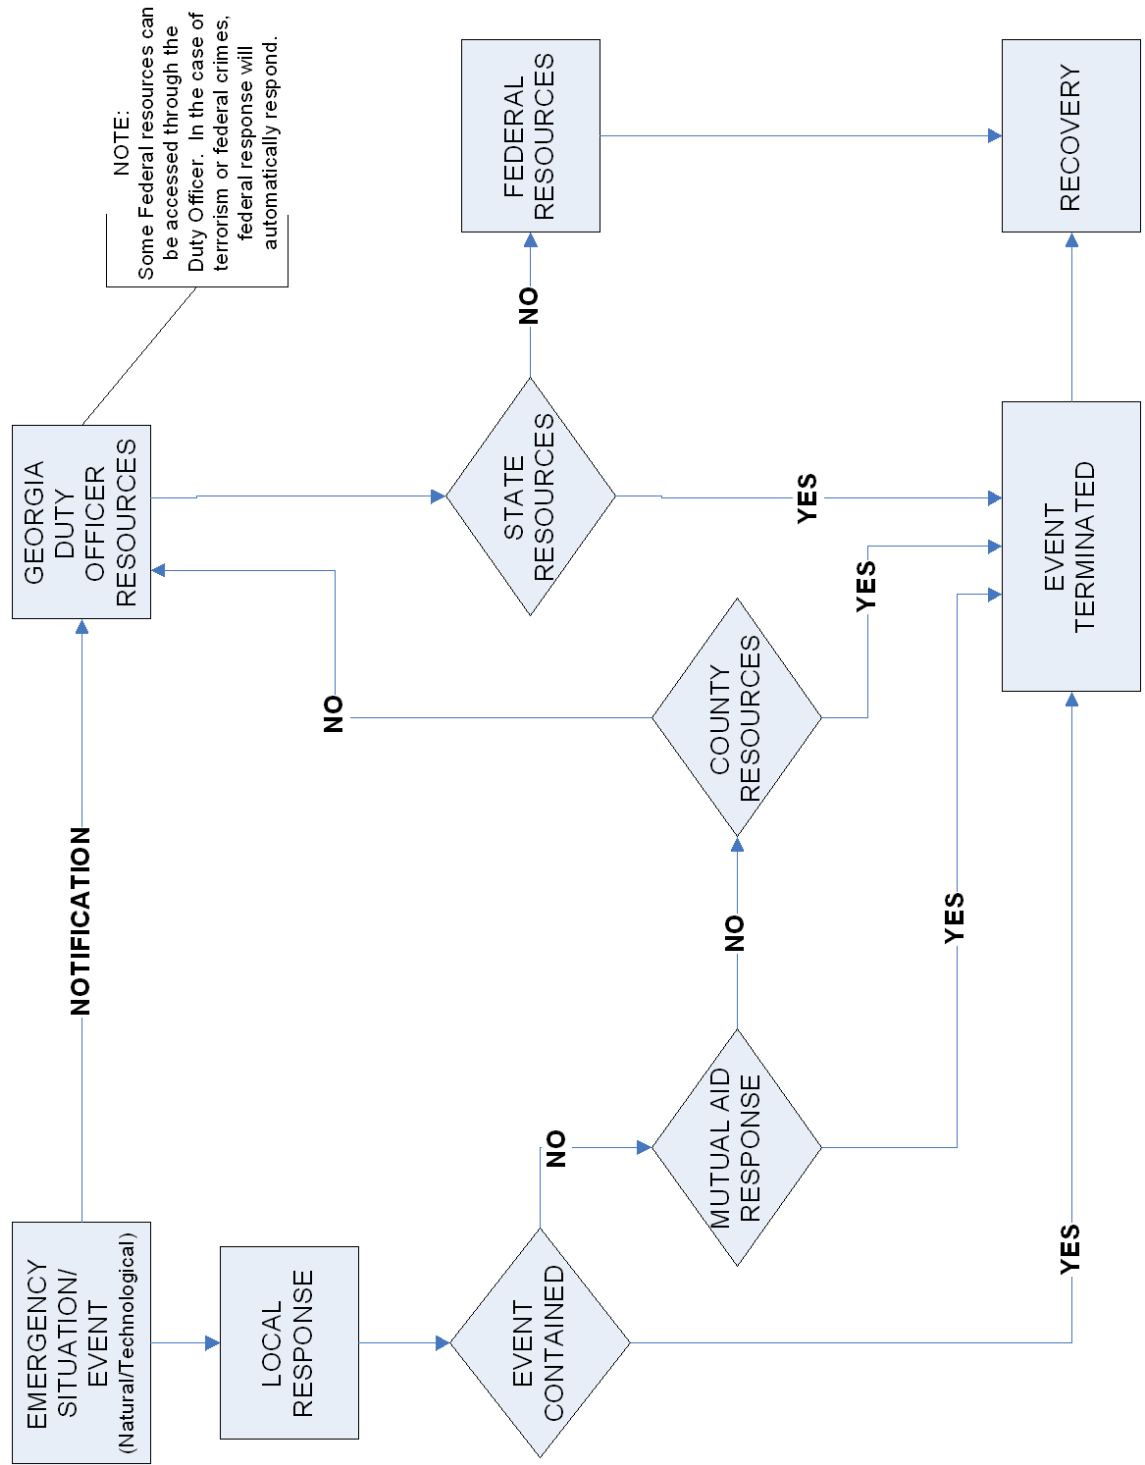 EMERGENCY
SITUATION/
EVENT
(Natural/Technological)
NOTIFICATION
GEORGIA
DUTY
OFFICER
RESOURCES
NOTE:
Some Federal resources can
be accessed through the
Duty Officer. In the case of
terrorism or federal crimes,
federal response will
automatically respond.
LOCAL
RESPONSE
NO
EVENT
CONTAINED
NO
STATE
RESOURCES
NO
FEDERAL
RESOURCES
MUTUAL AID
RESPONSE
NO
COUNTY
RESOURCES
YES
YES
YES
YES
EVENT
TERMINATED
RECOVERY